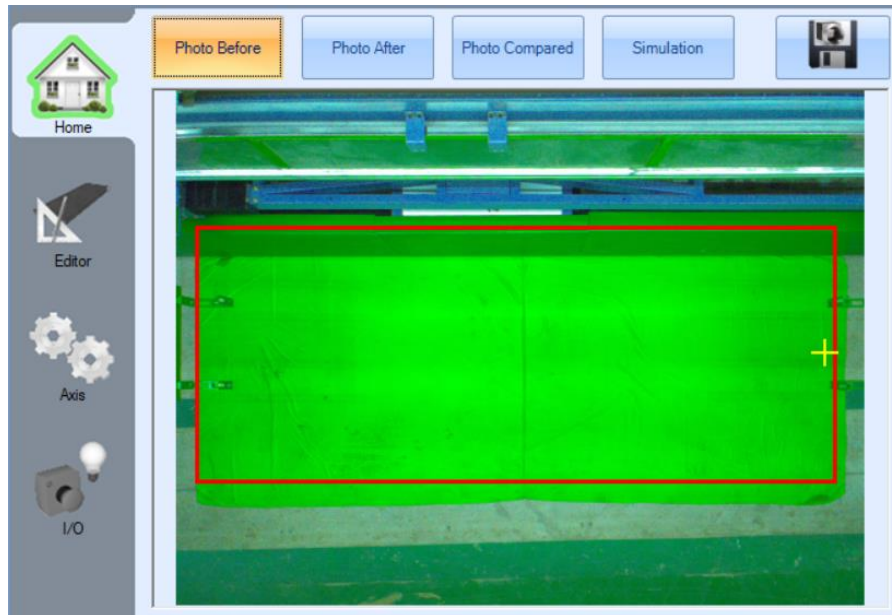 Home
Editor
Axis
I/O
Photo Before
Photo After
Photo Compared
Simulation